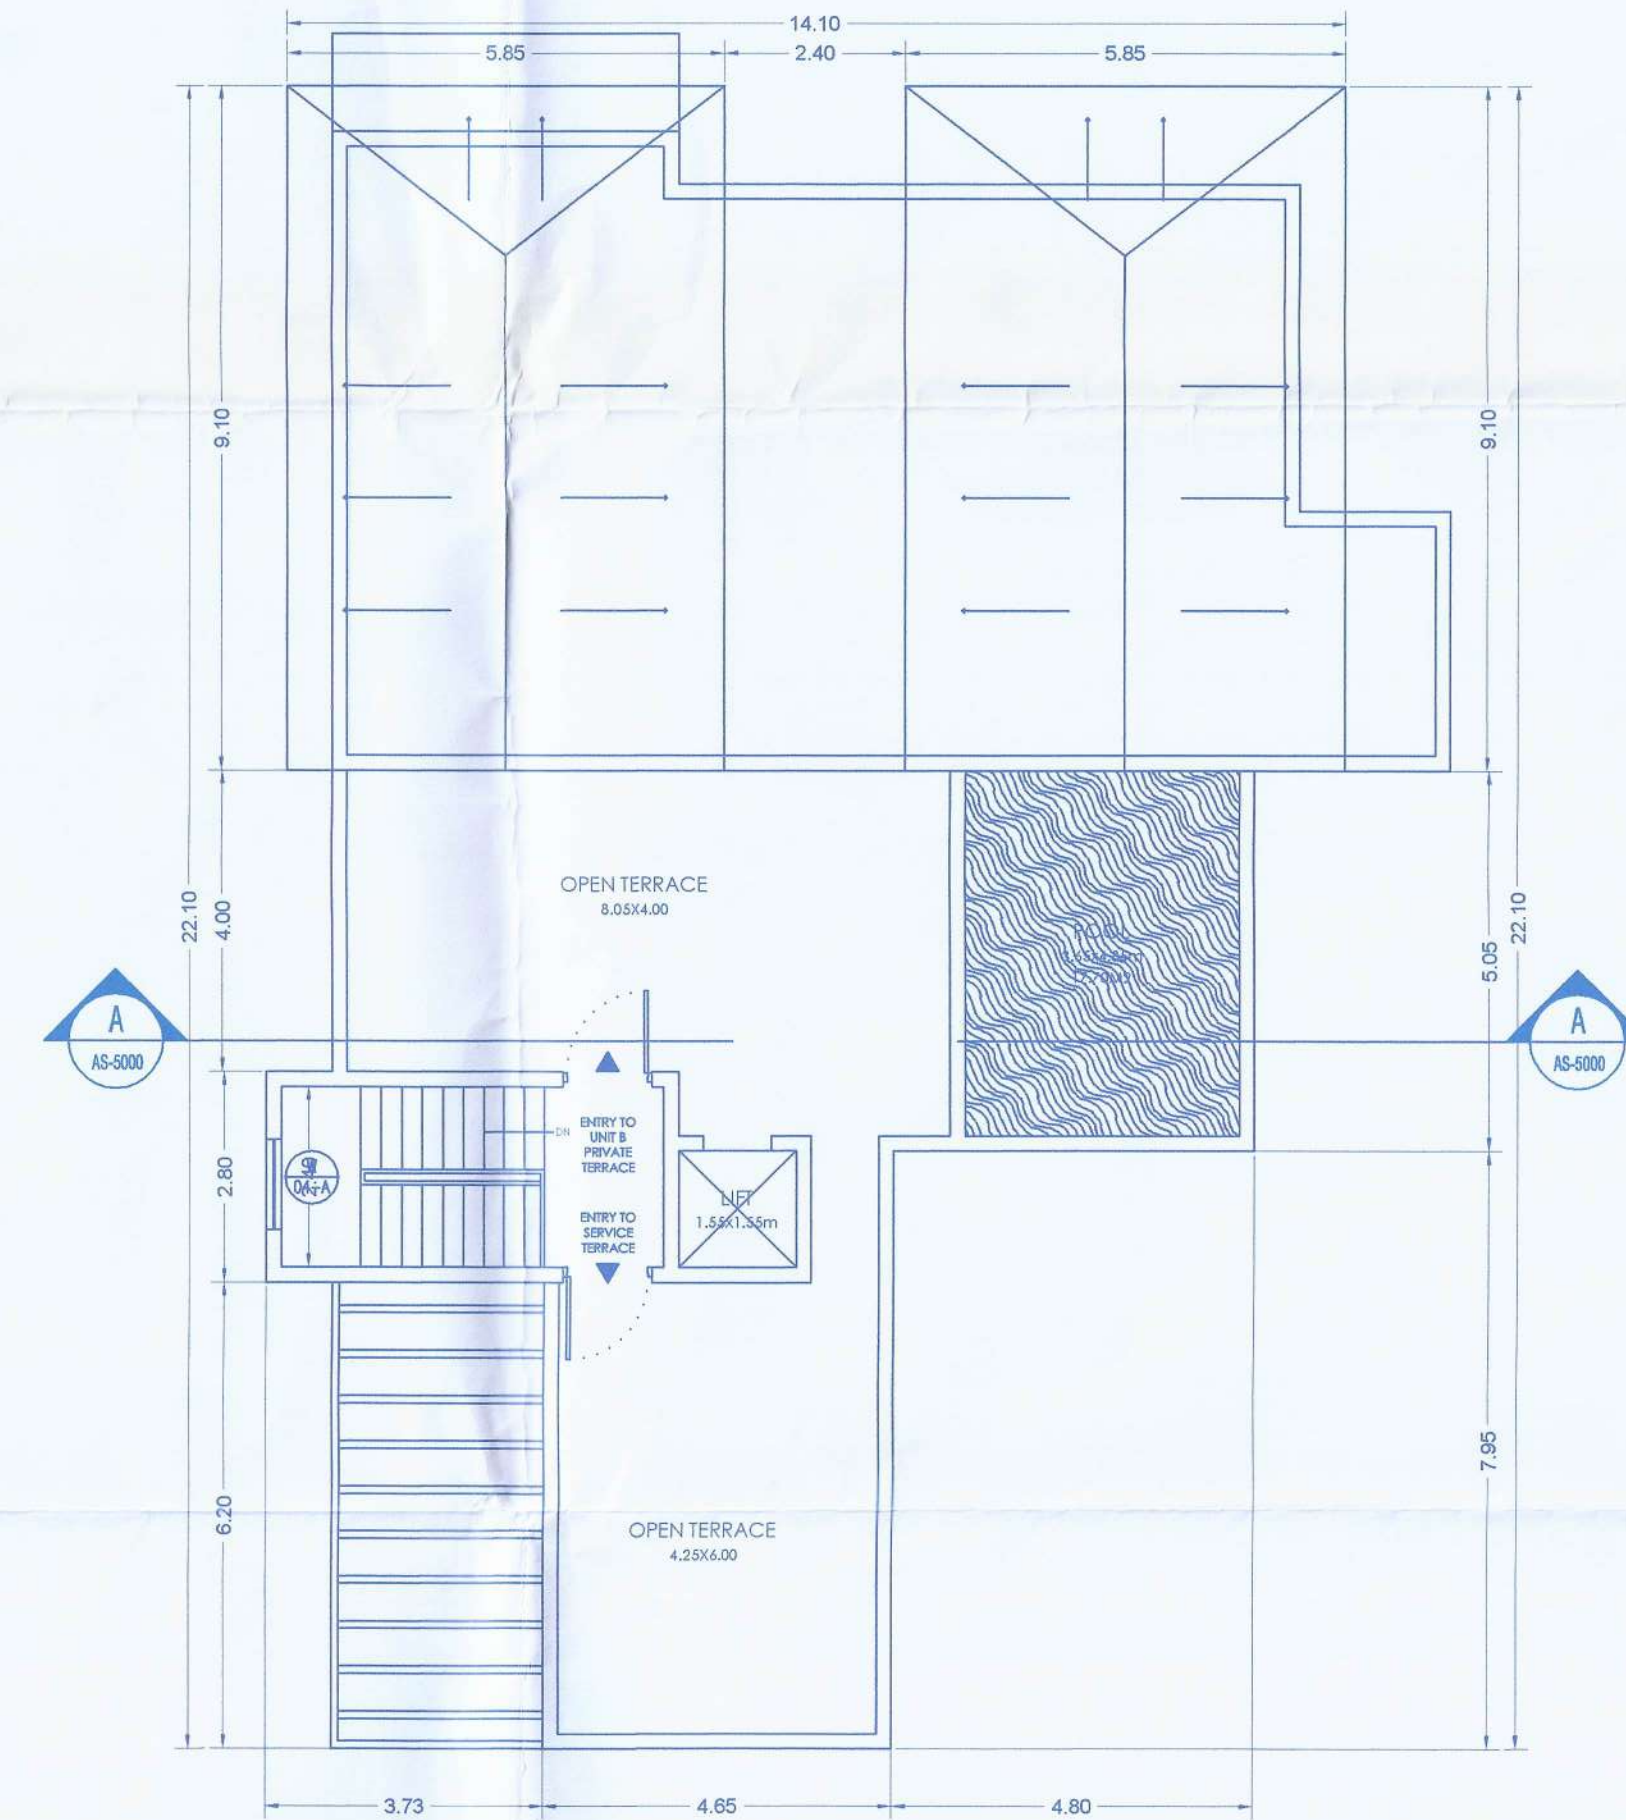 14.10
5.85
2.40
5.85
9.10
9.10
22.10
4.00
OPEN TERRACE
8.05X4.00
POOL
5.05
22.10
A
AS-5000
A
AS-5000
2.80
DN
ENTRY TO
UNIT B
PRIVATE
TERRACE
LIFT
1.55x1.55m
ENTRY TO
SERVICE
TERRACE
6.20
OPEN TERRACE
4.25X6.00
7.95
3.73
4.65
4.80